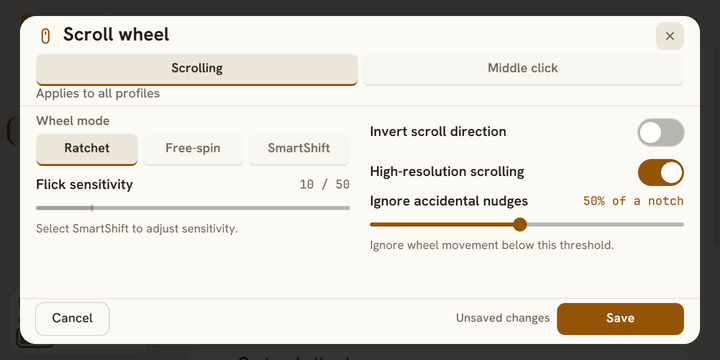 Scroll wheel
Scrolling
Middle click
Applies to all profiles
Wheel mode
Ratchet
Free-spin
SmartShift
Flick sensitivity
10 / 50
Select SmartShift to adjust sensitivity.
Invert scroll direction
High-resolution scrolling
Ignore accidental nudges
50% of a notch
Ignore wheel movement below this threshold.
Cancel
Unsaved changes
Save